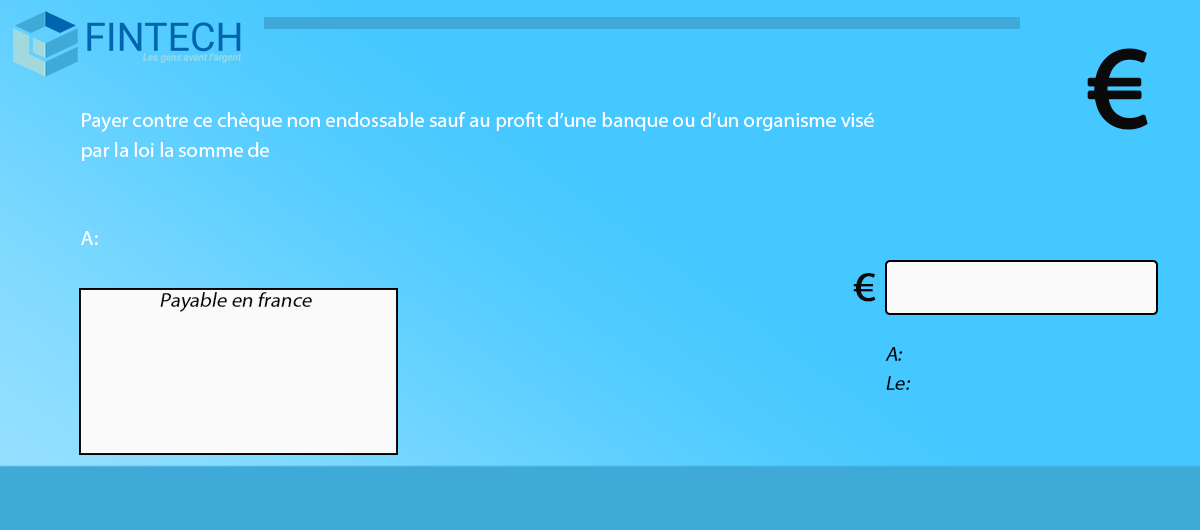 FINTECH
Les gens avant l'argent
€
Payer contre ce chèque non endossable sauf au profit d’une banque ou d’un organisme visé
par la loi la somme de
A:
Payable en france
€
A:
Le: